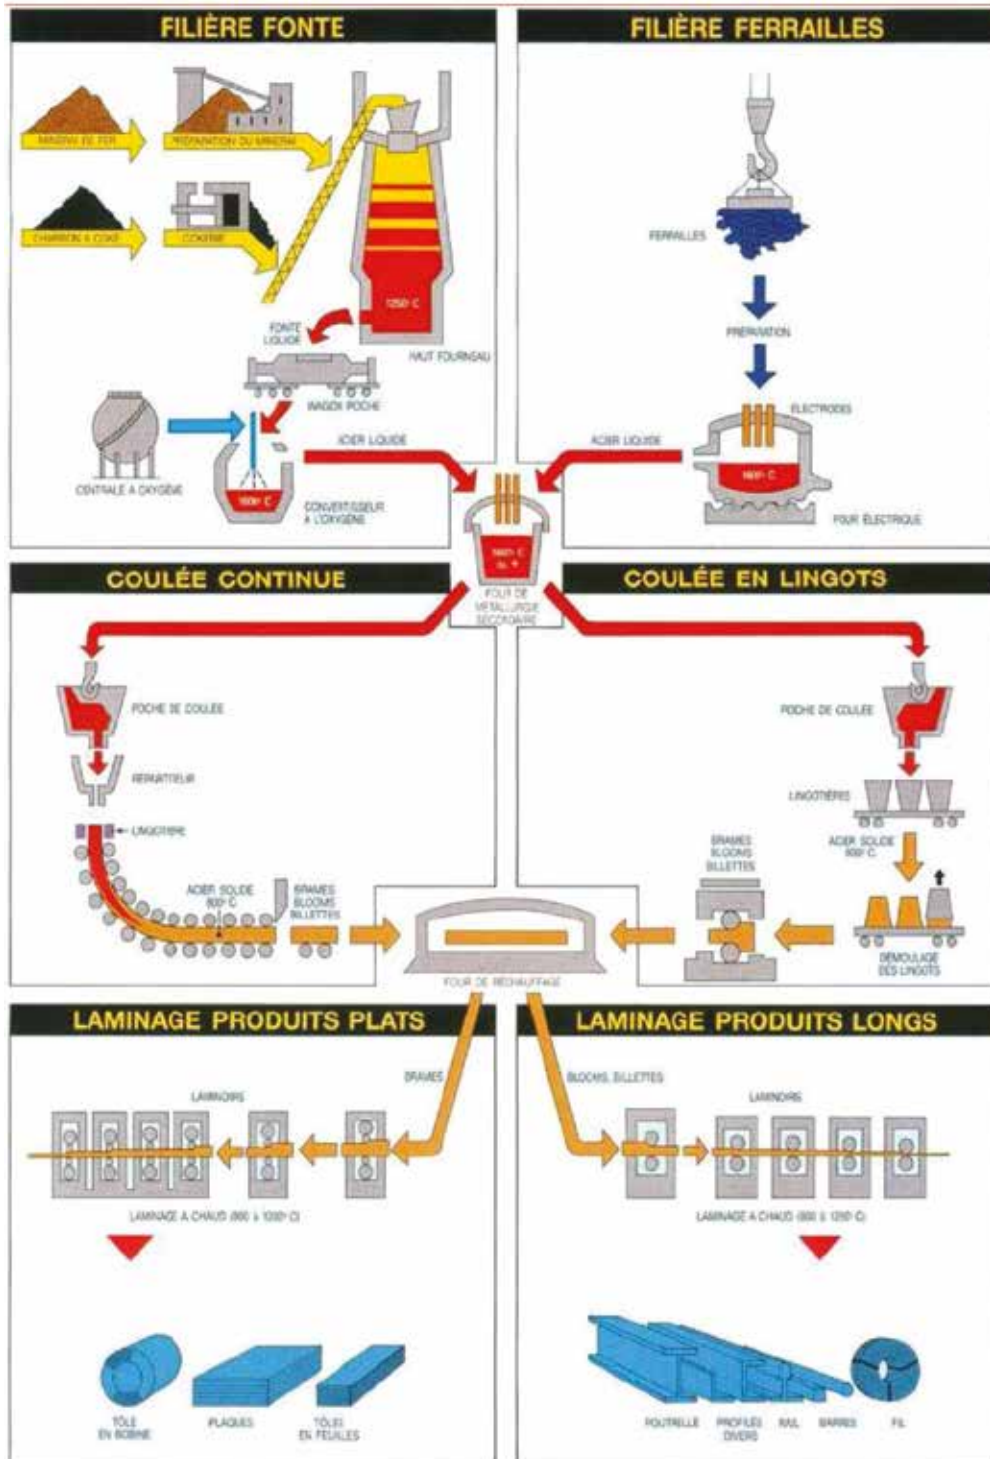 FILIÈRE FONTE
MINERAI DE FER
PRÉPARATION DU MINERAI
CHARBON A COKE
COKERIE
1250° C
FONTE
LIQUIDE
HAUT FOURNEAU
WAGON POCHE
CENTRALE A OXYGÈNE
ACIER LIQUIDE
CONVERTISSEUR
A L'OXYGÈNE
FILIÈRE FERRAILLES
FERRAILLES
PRÉPARATION
ÉLECTRODES
ACIER LIQUIDE
FOUR ÉLECTRIQUE
FOUR DE
MÉTALLURGIE
SECONDAIRE
COULÉE CONTINUE
POCHE DE COULÉE
RÉPARTITEUR
LINGOTIÈRE
ACIER SOLIDE
800° C
BRAMES
BLOOMS
BILLETTES
COULÉE EN LINGOTS
POCHE DE COULÉE
LINGOTIÈRES
ACIER SOLIDE
BRAMES
BLOOMS
BILLETTES
DÉMOULAGE
DES LINGOTS
FOUR DE RÉCHAUFFAGE
LAMINAGE PRODUITS PLATS
BRAMES
LAMINOIRS
LAMINAGE A CHAUD
TÔLE
EN BOBINE
PLAQUES
TÔLES
EN FEUILLES
LAMINAGE PRODUITS LONGS
BLOOMS, BILLETTES
LAMINOIRS
LAMINAGE A CHAUD
POUTRELLE
PROFILÉS
DIVERS
RAIL
BARRES
FIL